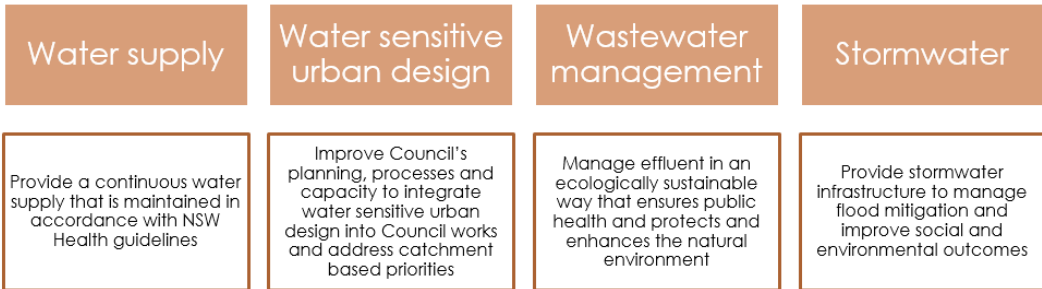 Water supply
Water sensitive
urban design
Wastewater
management
Stormwater
Provide a continuous water
supply that is maintained in
accordance with NSW
Health guidelines
Improve Council's
planning, processes and
capacity to integrate
water sensitive urban
design into Council works
and address catchment
based priorities
Manage effluent in an
ecologically sustainable
way that ensures public
health and protects and
enhances the natural
environment
Provide stormwater
infrastructure to manage
flood mitigation and
improve social and
environmental outcomes